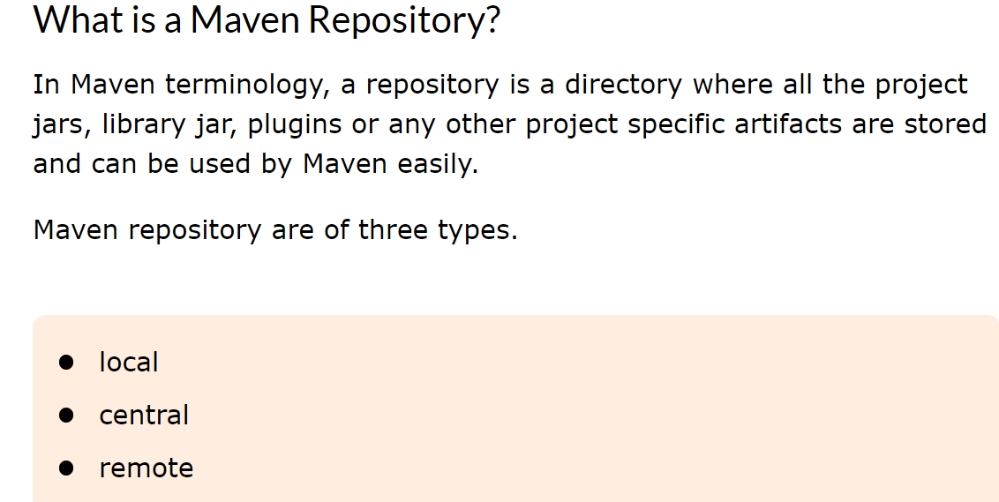 What is a Maven Repository?
In Maven terminology, a repository is a directory where all the project
jars, library jar, plugins or any other project specific artifacts are stored
and can be used by Maven easily.
Maven repository are of three types.
local
central
remote